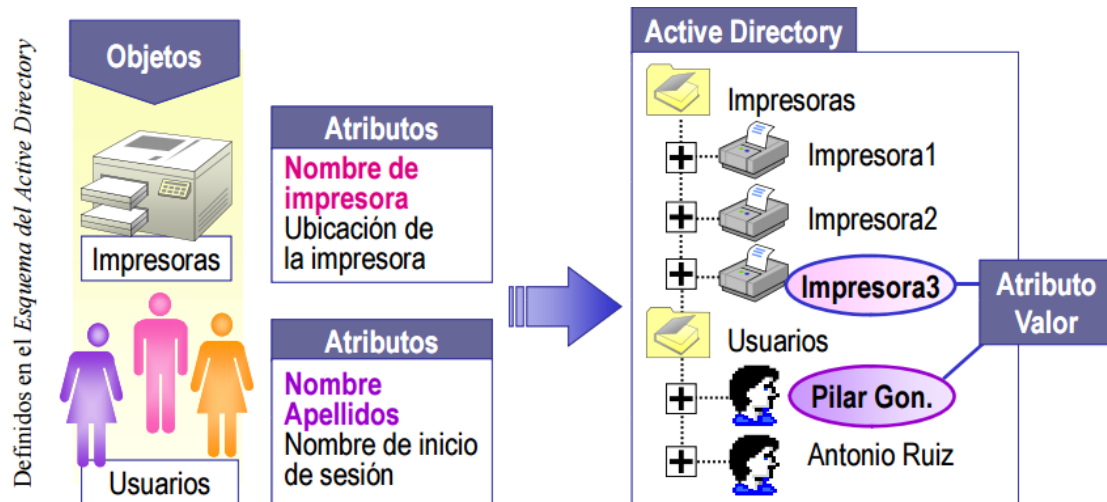 Definidos en el Esquema del Active Directory
Objetos
Impresoras
Usuarios
Atributos
Nombre de
impresora
Ubicación de
la impresora
Atributos
Nombre
Apellidos
Nombre de inicio
de sesión
Active Directory
Impresoras
Impresora1
Impresora2
Impresora3
Usuarios
Pilar Gon.
Antonio Ruiz
Atributo
Valor